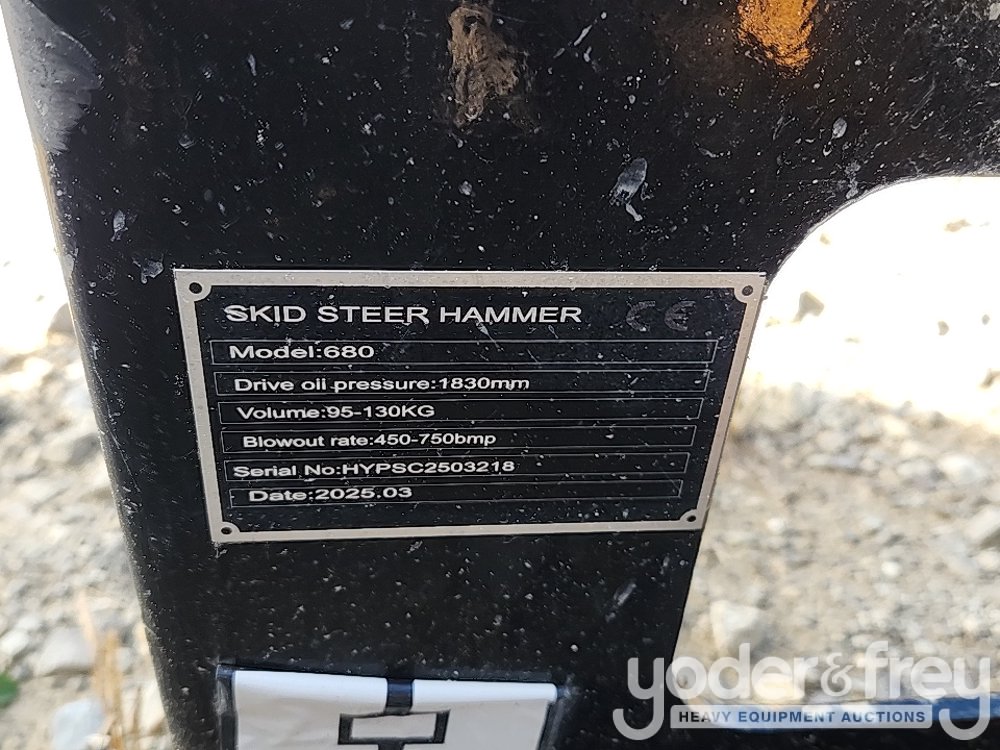 SKID STEER HAMMER CE
Model:680
Drive oil pressure:1830mm
Volume:95-130KG
Blowout rate:450-750bmp
Serial No:HYPSC2503218
Date:2025.03
yoder&frey
HEAVY EQUIPMENT AUCTIONS ®